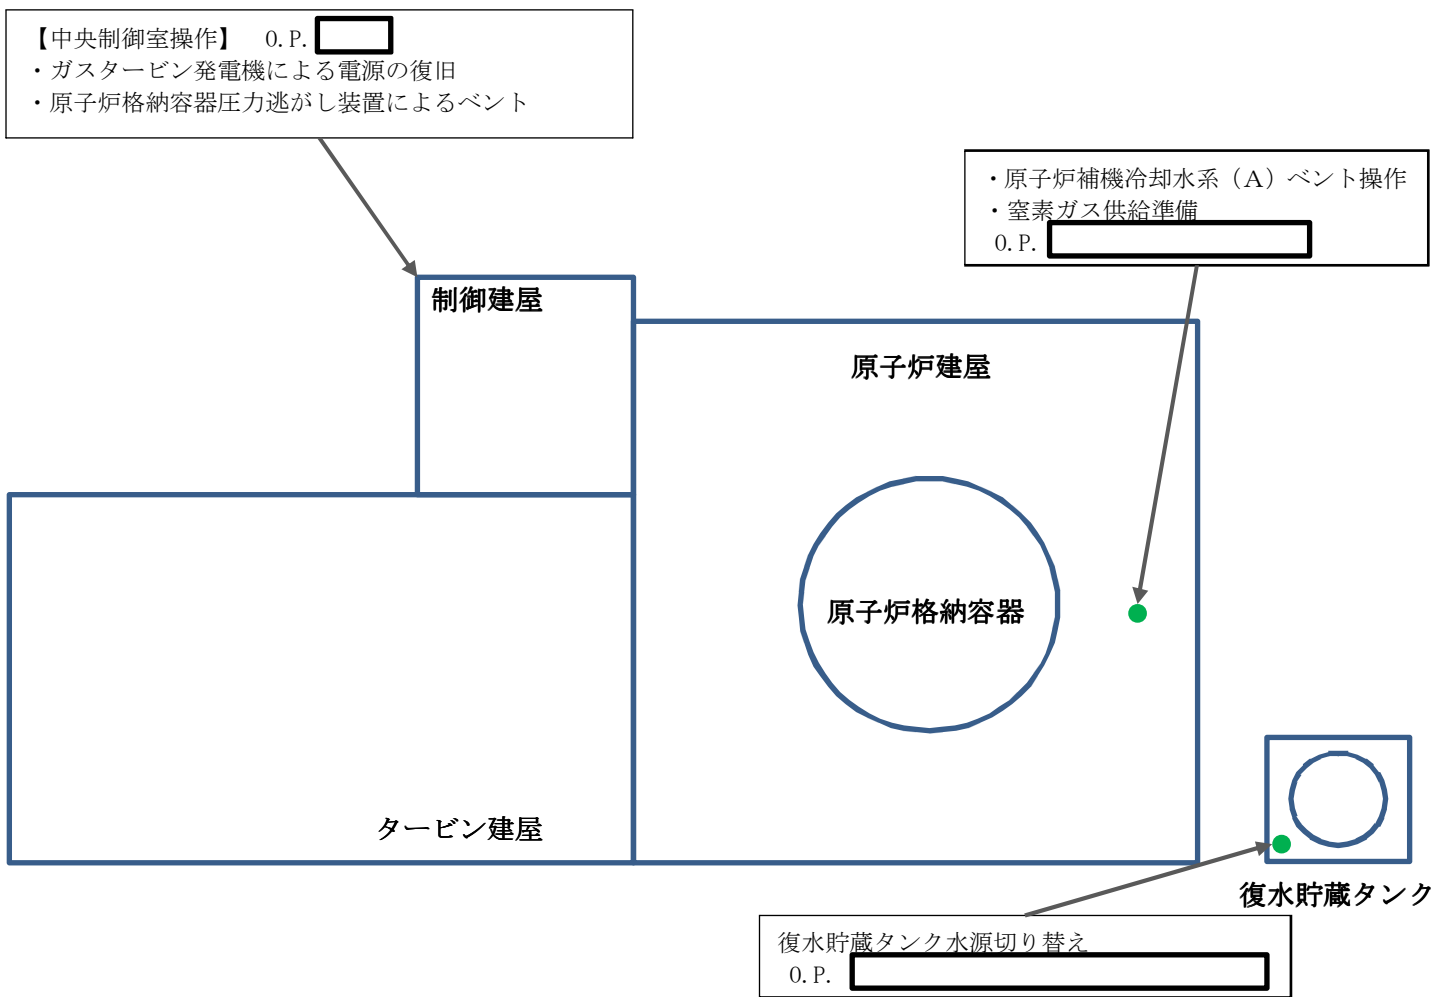 【中央制御室操作】 O.P.
・ガスタービン発電機による電源の復旧
・原子炉格納容器圧力逃がし装置によるベント
・原子炉補機冷却水系（A）ベント操作
・窒素ガス供給準備
O.P.
制御建屋
原子炉建屋
原子炉格納容器
タービン建屋
復水貯蔵タンク
復水貯蔵タンク水源切り替え
O.P.